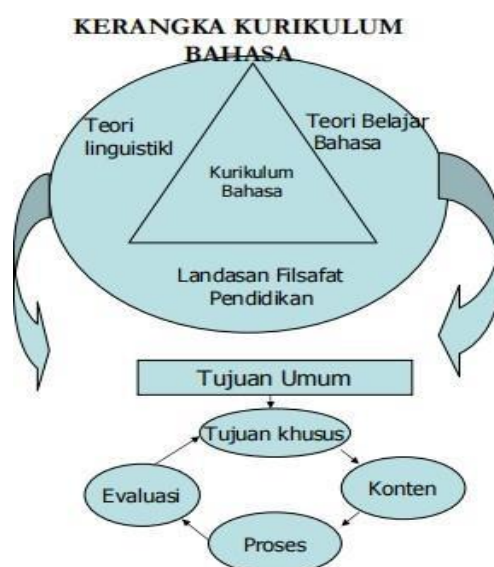 KERANGKA KURIKULUM
BAHASA
Teori
linguistikl
Teori Belajar
Bahasa
Kurikulum
Bahasa
Landasan Filsafat
Pendidikan
Tujuan Umum
Tujuan khusus
Evaluasi
Konten
Proses